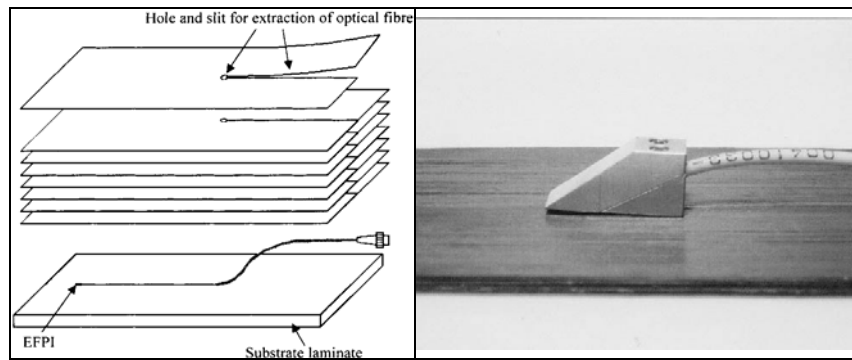 Hole and slit for extraction of optical fibre
EFPI
Substrate laminate